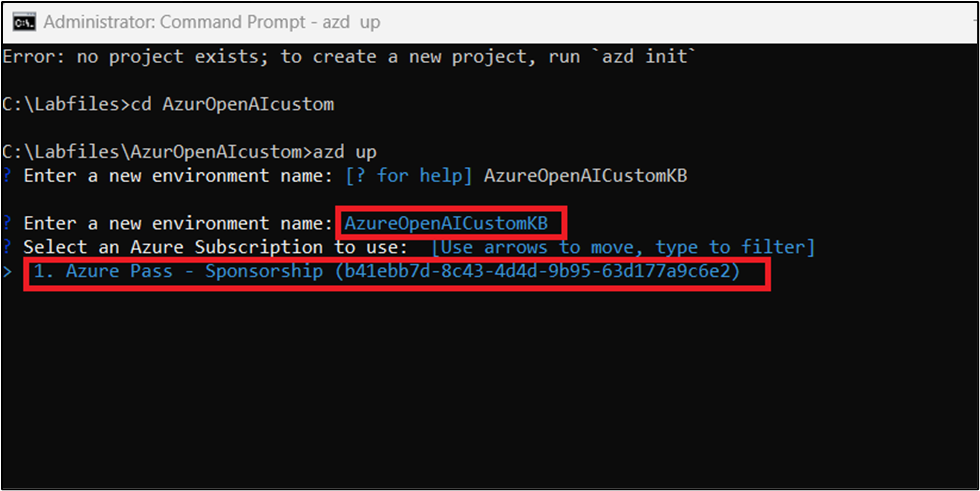 Administrator: Command Prompt - azd  up
Error: no project exists; to create a new project, run `azd init`
C:\Labfiles>cd AzurOpenAIcustom
C:\Labfiles\AzurOpenAIcustom>azd up
? Enter a new environment name: [? for help] AzureOpenAICustomKB
? Enter a new environment name: AzureOpenAICustomKB
? Select an Azure Subscription to use:  [Use arrows to move, type to filter]
> 1. Azure Pass - Sponsorship (b41ebb7d-8c43-4d4d-9b95-63d177a9c6e2)